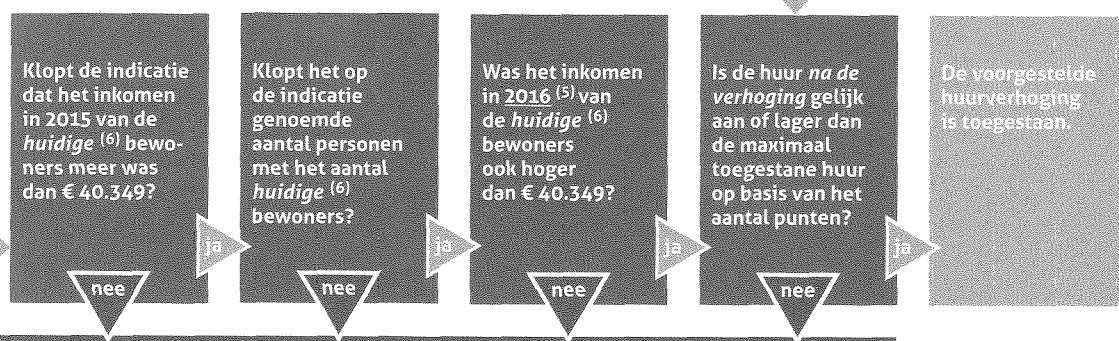 Klopt de indicatie
dat het inkomen
in 2015 van de
huidige (6) bewo-
ners meer was
dan € 40.349?
ja
nee
Klopt het op
de indicatie
genoemde
aantal personen
met het aantal
huidige (6)
bewoners?
ja
nee
Was het inkomen
in 2016 (5) van
de huidige (6)
bewoners
ook hoger
dan € 40.349?
ja
nee
Is de huur na de
verhoging gelijk
aan of lager dan
de maximaal
toegestane huur
op basis van het
aantal punten?
ja
nee
De voorgestelde
huurverhoging
is toegestaan.